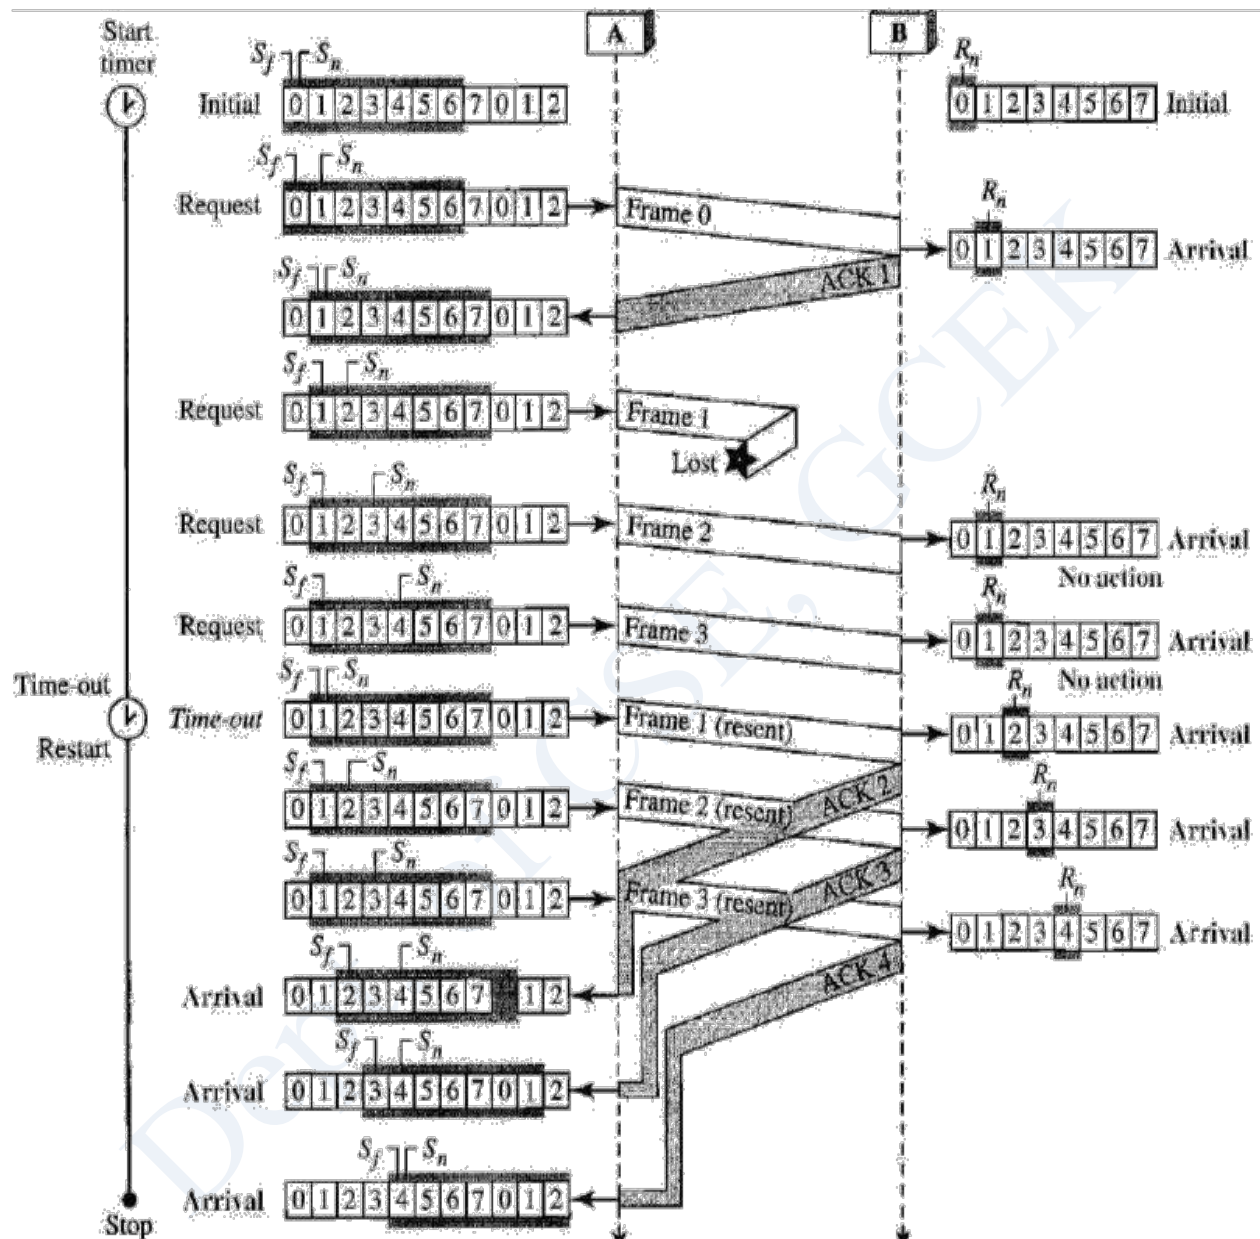 Start
timer
A
B
Sf Sn
Initial 0 1 2 3 4 5 6 7 0 1 2
Rn
0 1 2 3 4 5 6 7 Initial
Sf Sn
Request 0 1 2 3 4 5 6 7 0 1 2
Frame 0
Rn
0 1 2 3 4 5 6 7 Arrival
ACK 1
Sf Sn
0 1 2 3 4 5 6 7 0 1 2
Sf Sn
Request 0 1 2 3 4 5 6 7 0 1 2
Frame 1
Lost
Sf Sn
Request 0 1 2 3 4 5 6 7 0 1 2
Frame 2
Rn
0 1 2 3 4 5 6 7 Arrival
No action
Sf Sn
Request 0 1 2 3 4 5 6 7 0 1 2
Frame 3
Rn
0 1 2 3 4 5 6 7 Arrival
No action
Time-out
Restart
Sf Sn
Time-out 0 1 2 3 4 5 6 7 0 1 2
Frame 1 (resent)
Rn
0 1 2 3 4 5 6 7 Arrival
ACK 2
Sf Sn
0 1 2 3 4 5 6 7 0 1 2
Frame 2 (resent)
Rn
0 1 2 3 4 5 6 7 Arrival
ACK 3
Sf Sn
0 1 2 3 4 5 6 7 0 1 2
Frame 3 (resent)
Rn
0 1 2 3 4 5 6 7 Arrival
ACK 4
Sf Sn
Arrival 0 1 2 3 4 5 6 7 1 2
Sf Sn
Arrival 0 1 2 3 4 5 6 7 0 1 2
Sf Sn
Arrival 0 1 2 3 4 5 6 7 0 1 2
Stop
CSE, GCEK